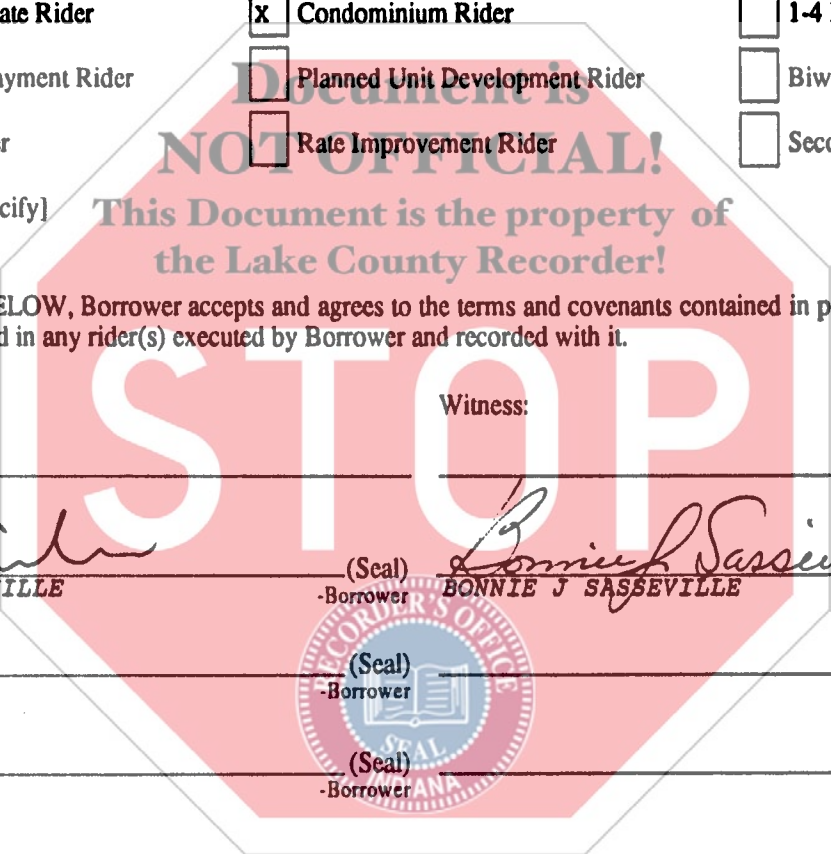 ate Rider x Condominium Rider 1-4
Document is
yment Rider Planned Unit Development Rider Biw
NOT OFFICIAL!
r Rate Improvement Rider Seco
cify]
This Document is the property of
the Lake County Recorder!
ELOW, Borrower accepts and agrees to the terms and covenants contained in p
d in any rider(s) executed by Borrower and recorded with it.
STOP
Witness:
Bonnie J Sassevi
(Seal)
ILLE -Borrower BONNIE J SASSEVILLE
RECORDER'S OFFICE
(Seal)
-Borrower
SEAL
INDIANA
(Seal)
-Borrower